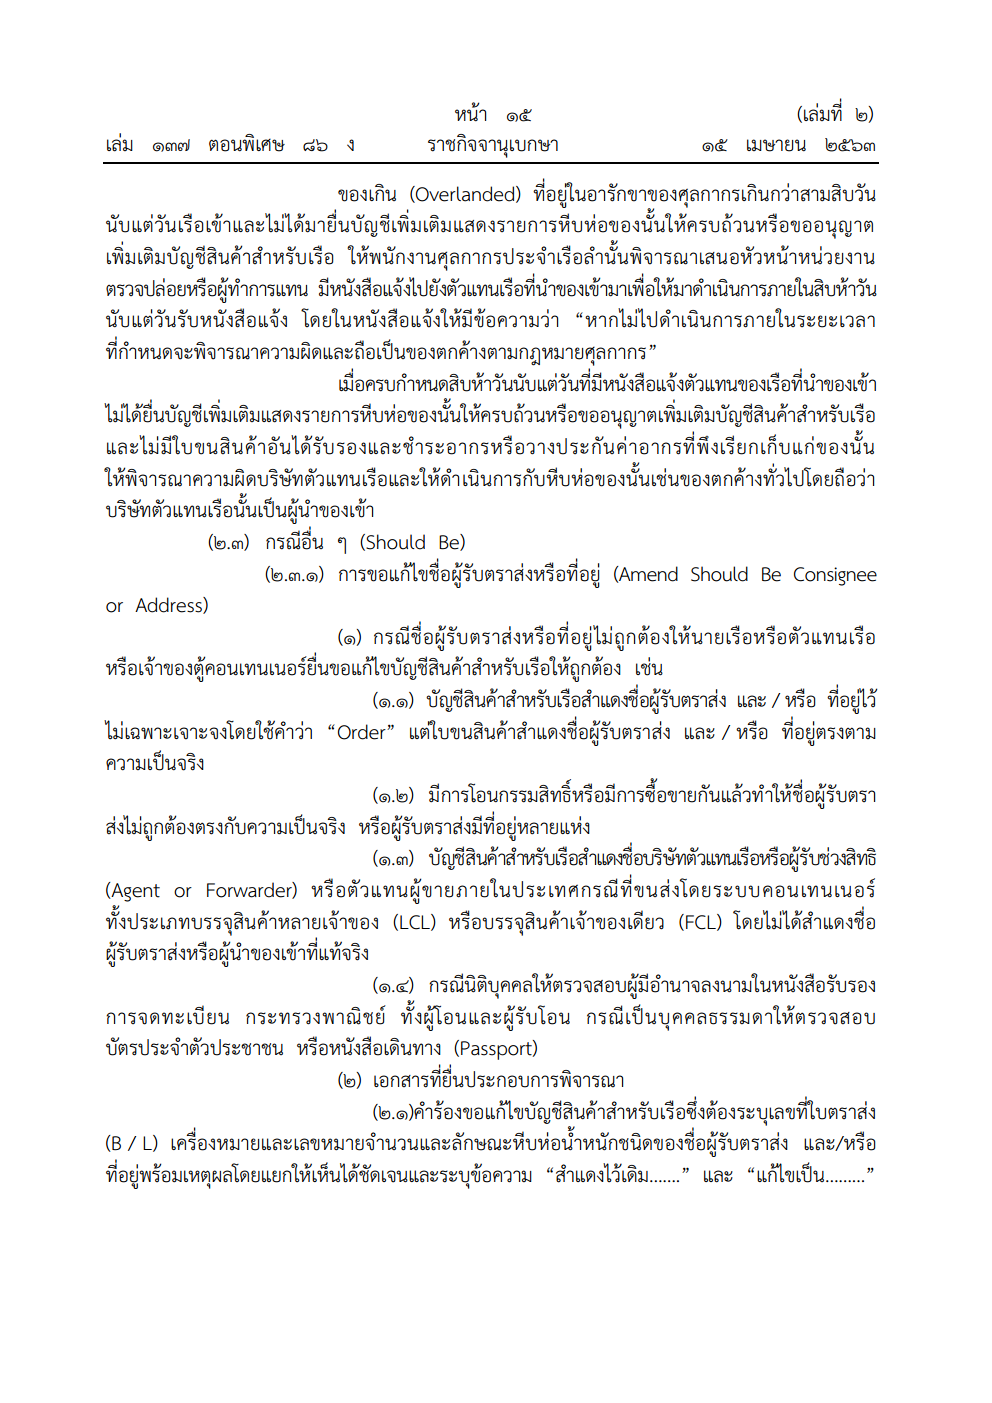 หน้า ๑๕ (เล่มที่ ๒)
เล่ม ๑๓๗ ตอนพิเศษ ๘๖ ง ราชกิจจานุเบกษา ๑๕ เมษายน ๒๕๖๓
ของเกิน (Overlanded) ที่อยู่ในอารักขาของศุลกากรเกินกว่าสามสิบวัน
นับแต่วันเรือเข้าและไม่ได้มายื่นบัญชีเพิ่มเติมแสดงรายการหีบห่อของนั้นให้ครบถ้วนหรือขออนุญาต
เพิ่มเติมบัญชีสินค้าสำหรับเรือ ให้พนักงานศุลกากรประจำเรือลำนั้นพิจารณาเสนอหัวหน้าหน่วยงาน
ตรวจปล่อยหรือผู้ทำการแทน มีหนังสือแจ้งไปยังตัวแทนเรือที่นำของเข้ามาเพื่อให้มาดำเนินการภายในสิบห้าวัน
นับแต่วันรับหนังสือแจ้ง โดยในหนังสือแจ้งให้มีข้อความว่า “หากไม่ไปดำเนินการภายในระยะเวลา
ที่กำหนดจะพิจารณาความผิดและถือเป็นของตกค้างตามกฎหมายศุลกากร”
เมื่อครบกำหนดสิบห้าวันนับแต่วันที่มีหนังสือแจ้งตัวแทนของเรือที่นำของเข้า
ไม่ได้ยื่นบัญชีเพิ่มเติมแสดงรายการหีบห่อของนั้นให้ครบถ้วนหรือขออนุญาตเพิ่มเติมบัญชีสินค้าสำหรับเรือ
และไม่มีใบขนสินค้าอันได้รับรองและชำระอากรหรือวางประกันค่าอากรที่พึงเรียกเก็บแก่ของนั้น
ให้พิจารณาความผิดบริษัทตัวแทนเรือและให้ดำเนินการกับหีบห่อของนั้นเช่นของตกค้างทั่วไปโดยถือว่า
บริษัทตัวแทนเรือนั้นเป็นผู้นำของเข้า
(๒.๓) กรณีอื่น ๆ (Should Be)
(๒.๓.๑) การขอแก้ไขชื่อผู้รับตราส่งหรือที่อยู่ (Amend Should Be Consignee
or Address)
(๑) กรณีชื่อผู้รับตราส่งหรือที่อยู่ไม่ถูกต้องให้นายเรือหรือตัวแทนเรือ
หรือเจ้าของตู้คอนเทนเนอร์ยื่นขอแก้ไขบัญชีสินค้าสำหรับเรือให้ถูกต้อง เช่น
(๑.๑) บัญชีสินค้าสำหรับเรือสำแดงชื่อผู้รับตราส่ง และ / หรือ ที่อยู่ไว้
ไม่เฉพาะเจาะจงโดยใช้คำว่า “Order” แต่ใบขนสินค้าสำแดงชื่อผู้รับตราส่ง และ / หรือ ที่อยู่ตรงตาม
ความเป็นจริง
(๑.๒) มีการโอนกรรมสิทธิ์หรือมีการซื้อขายกันแล้วทำให้ชื่อผู้รับตรา
ส่งไม่ถูกต้องตรงกับความเป็นจริง หรือผู้รับตราส่งมีที่อยู่หลายแห่ง
(๑.๓) บัญชีสินค้าสำหรับเรือสำแดงชื่อบริษัทตัวแทนเรือหรือผู้รับช่วงสิทธิ
(Agent or Forwarder) หรือตัวแทนผู้ขายภายในประเทศกรณีที่ขนส่งโดยระบบคอนเทนเนอร์
ทั้งประเภทบรรจุสินค้าหลายเจ้าของ (LCL) หรือบรรจุสินค้าเจ้าของเดียว (FCL) โดยไม่ได้สำแดงชื่อ
ผู้รับตราส่งหรือผู้นำของเข้าที่แท้จริง
(๑.๔) กรณีนิติบุคคลให้ตรวจสอบผู้มีอำนาจลงนามในหนังสือรับรอง
การจดทะเบียน กระทรวงพาณิชย์ ทั้งผู้โอนและผู้รับโอน กรณีเป็นบุคคลธรรมดาให้ตรวจสอบ
บัตรประจำตัวประชาชน หรือหนังสือเดินทาง (Passport)
(๒) เอกสารที่ยื่นประกอบการพิจารณา
(๒.๑)คำร้องขอแก้ไขบัญชีสินค้าสำหรับเรือซึ่งต้องระบุเลขที่ใบตราส่ง
(B / L) เครื่องหมายและเลขหมายจำนวนและลักษณะหีบห่อน้ำหนักชนิดของชื่อผู้รับตราส่ง และ/หรือ
ที่อยู่พร้อมเหตุผลโดยแยกให้เห็นได้ชัดเจนและระบุข้อความ “สำแดงไว้เดิม.......” และ “แก้ไขเป็น.........”